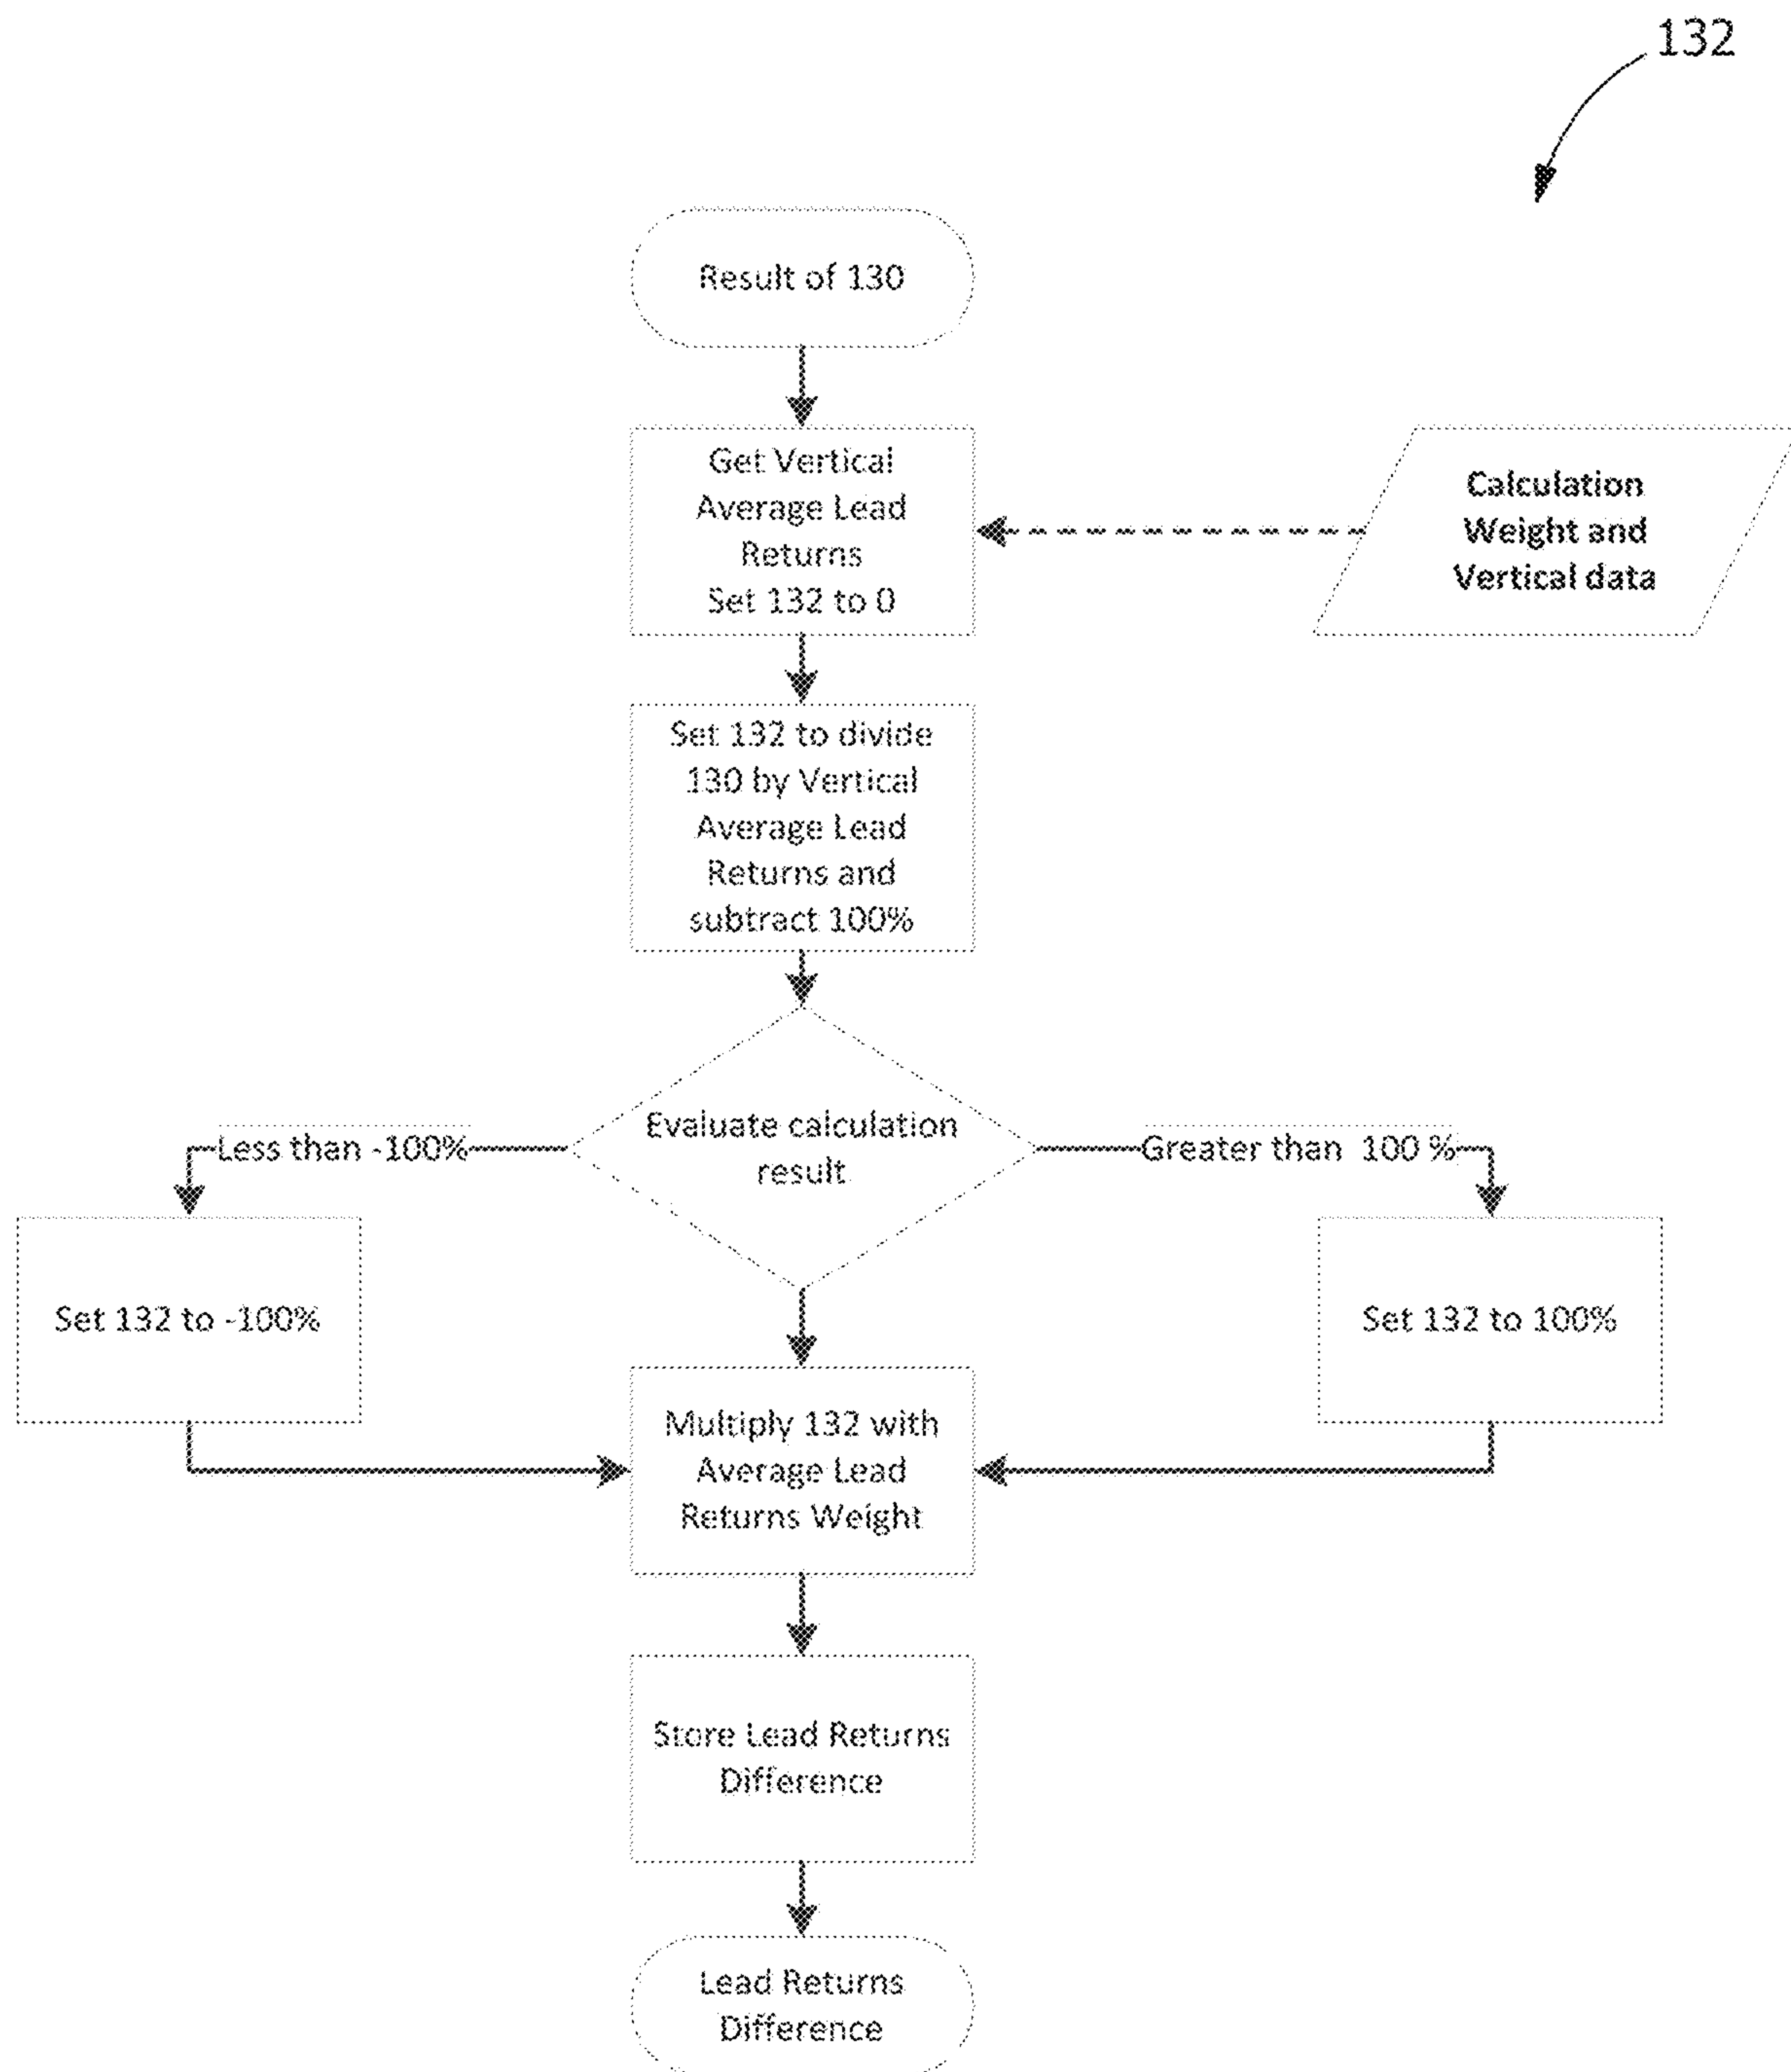 132
Result of 130
Get Vertical
Average Lead
Returns
Set 132 to 0
Calculation
Weight and
Vertical data
Set 132 to divide
130 by Vertical
Average Lead
Returns and
subtract 100%
Evaluate calculation
result
Less than -100%
Greater than 100 %
Set 132 to -100%
Set 132 to 100%
Multiply 132 with
Average Lead
Returns Weight
Store Lead Returns
Difference
Lead Returns
Difference